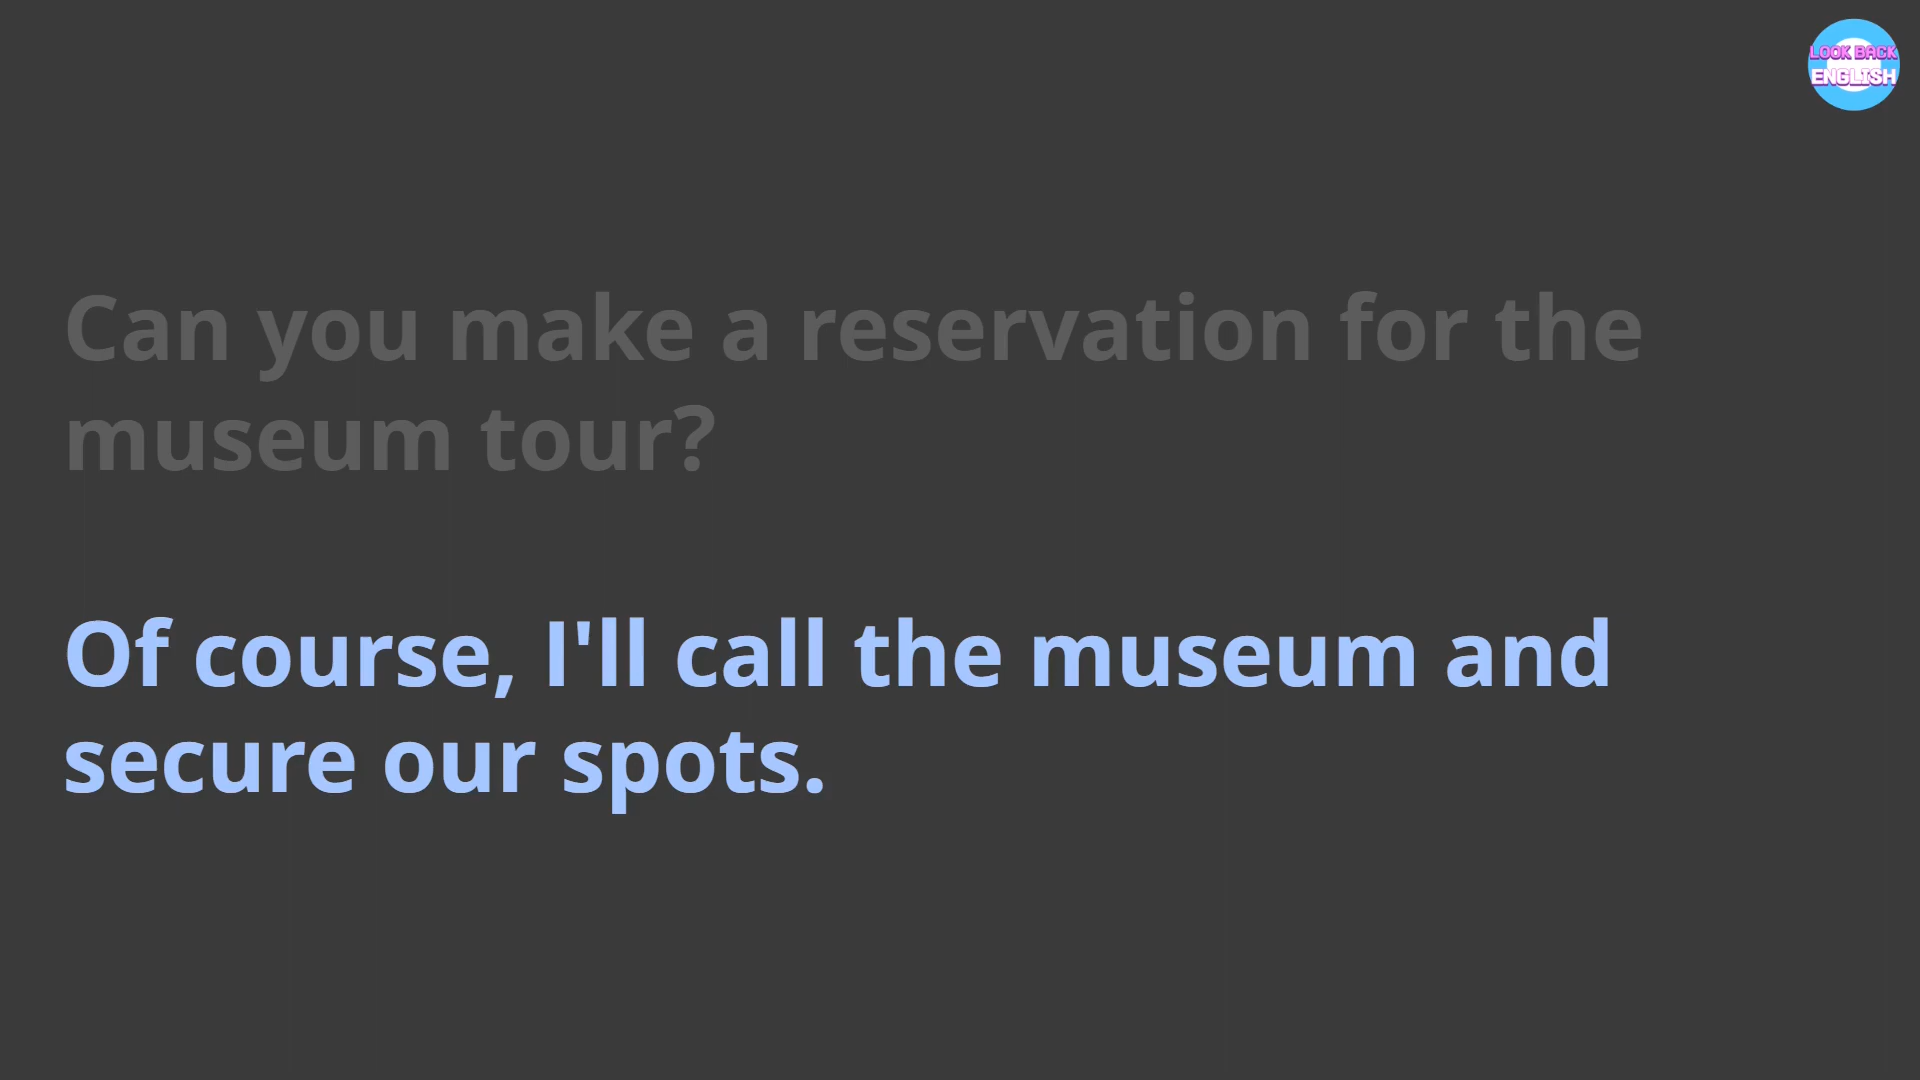 LOOK BACK
ENGLISH
Can you make a reservation for the
museum tour?
Of course, I'll call the museum and
secure our spots.